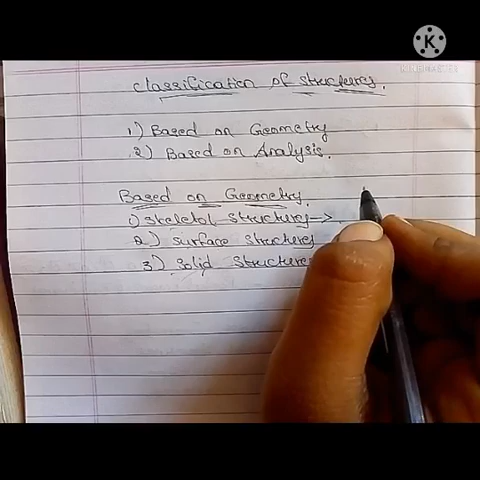 Classification of Structures.
1) Based on Geometry
2) Based on Analysis.
Based on Geometry.
1) Skeletal Structures →
2) Surface Structures
3) Solid Structures
KINEMASTER